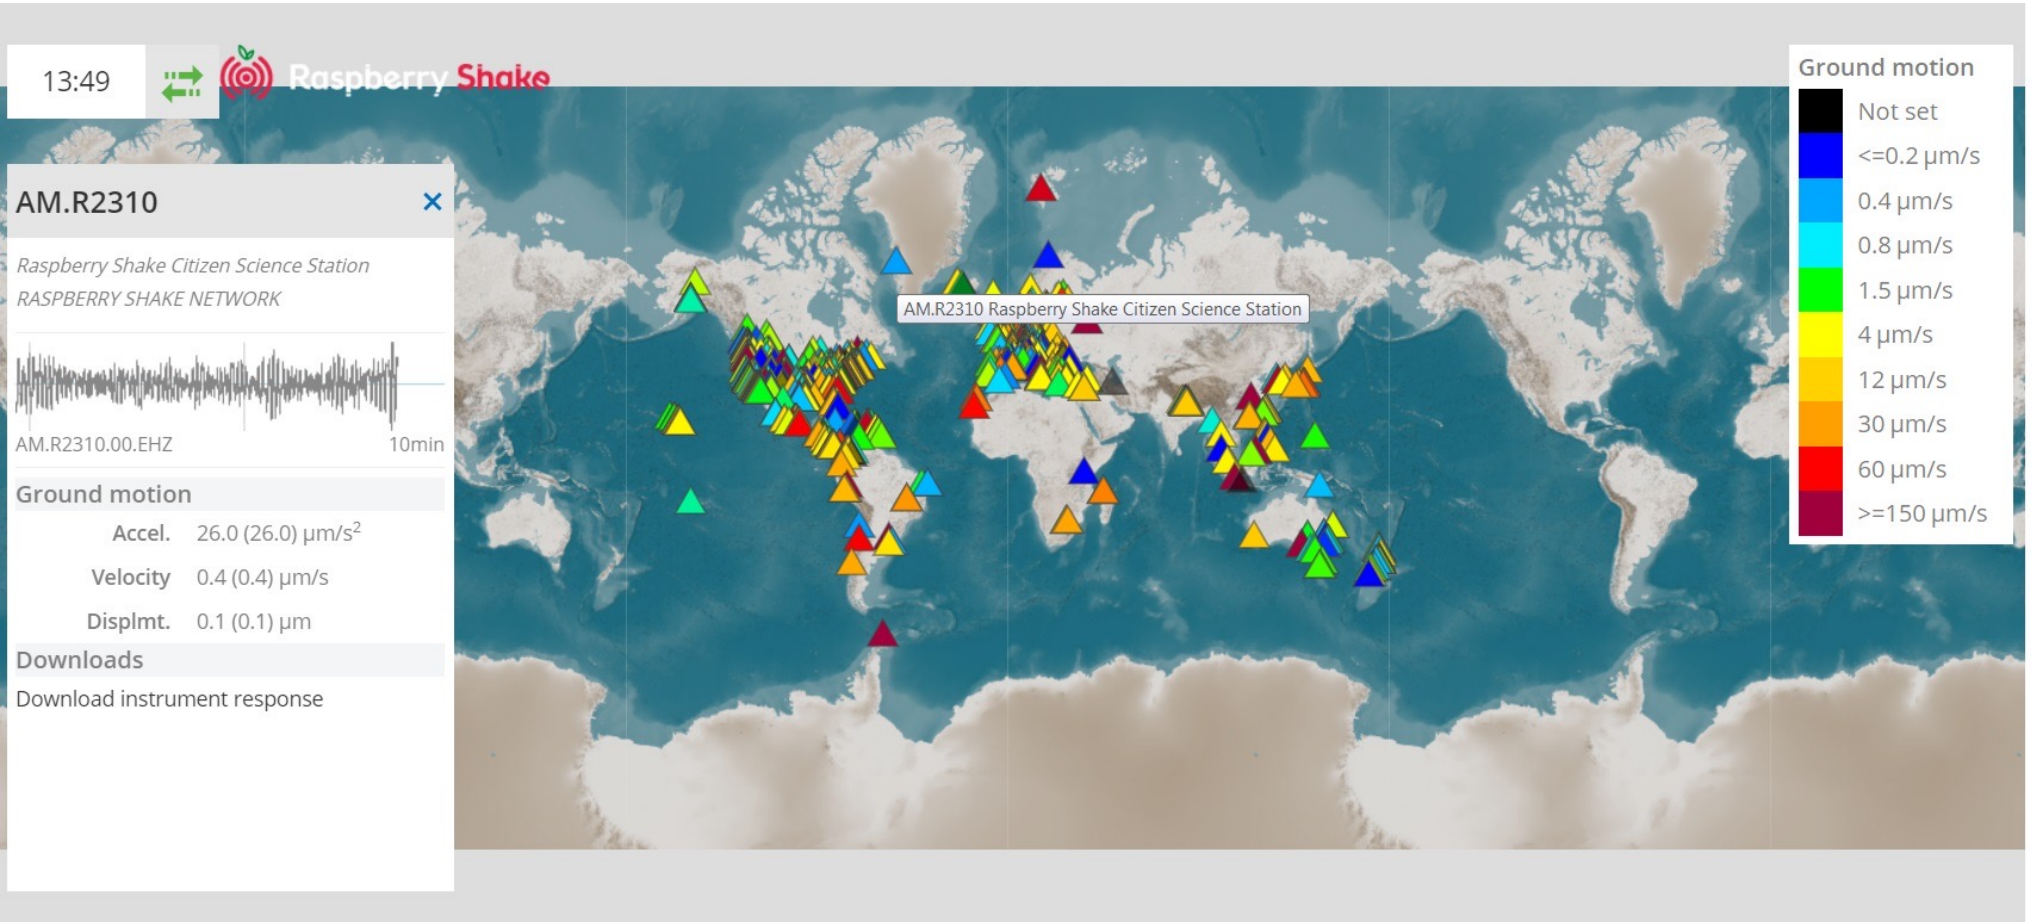 13:49
Raspberry Shake
AM.R2310
Raspberry Shake Citizen Science Station
RASPBERRY SHAKE NETWORK
AM.R2310.00.EHZ 10min
Ground motion
Accel. 26.0 (26.0) µm/s²
Velocity 0.4 (0.4) µm/s
Displmt. 0.1 (0.1) µm
Downloads
Download instrument response
AM.R2310 Raspberry Shake Citizen Science Station
Ground motion
Not set
<=0.2 µm/s
0.4 µm/s
0.8 µm/s
1.5 µm/s
4 µm/s
12 µm/s
30 µm/s
60 µm/s
>=150 µm/s